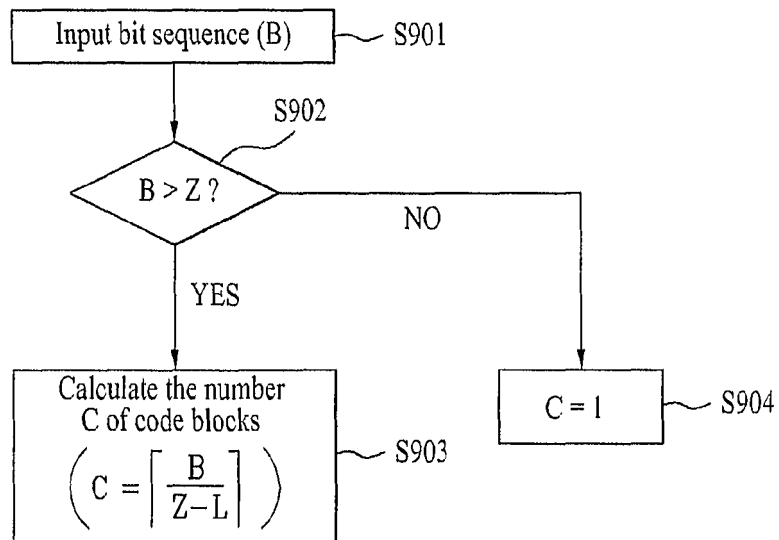 Input bit sequence (B)
S901
S902
B > Z ?
NO
YES
Calculate the number
C of code blocks
( C = ⌈ B / Z–L ⌉ )
S903
C = 1
S904